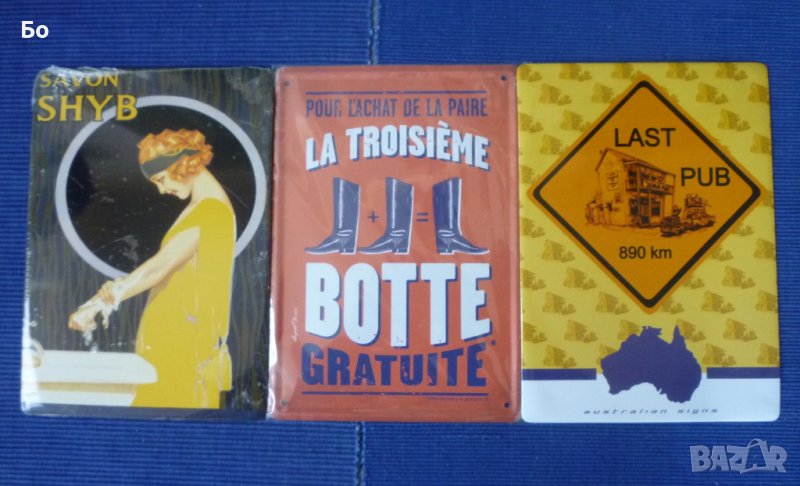 Бо
SAVON
SHYB
POUR L'ACHAT DE LA PAIRE
LA TROISIÈME
+ =
BOTTE
GRATUITE*
LAST
PUB
890 km
australian signs
BAZAR